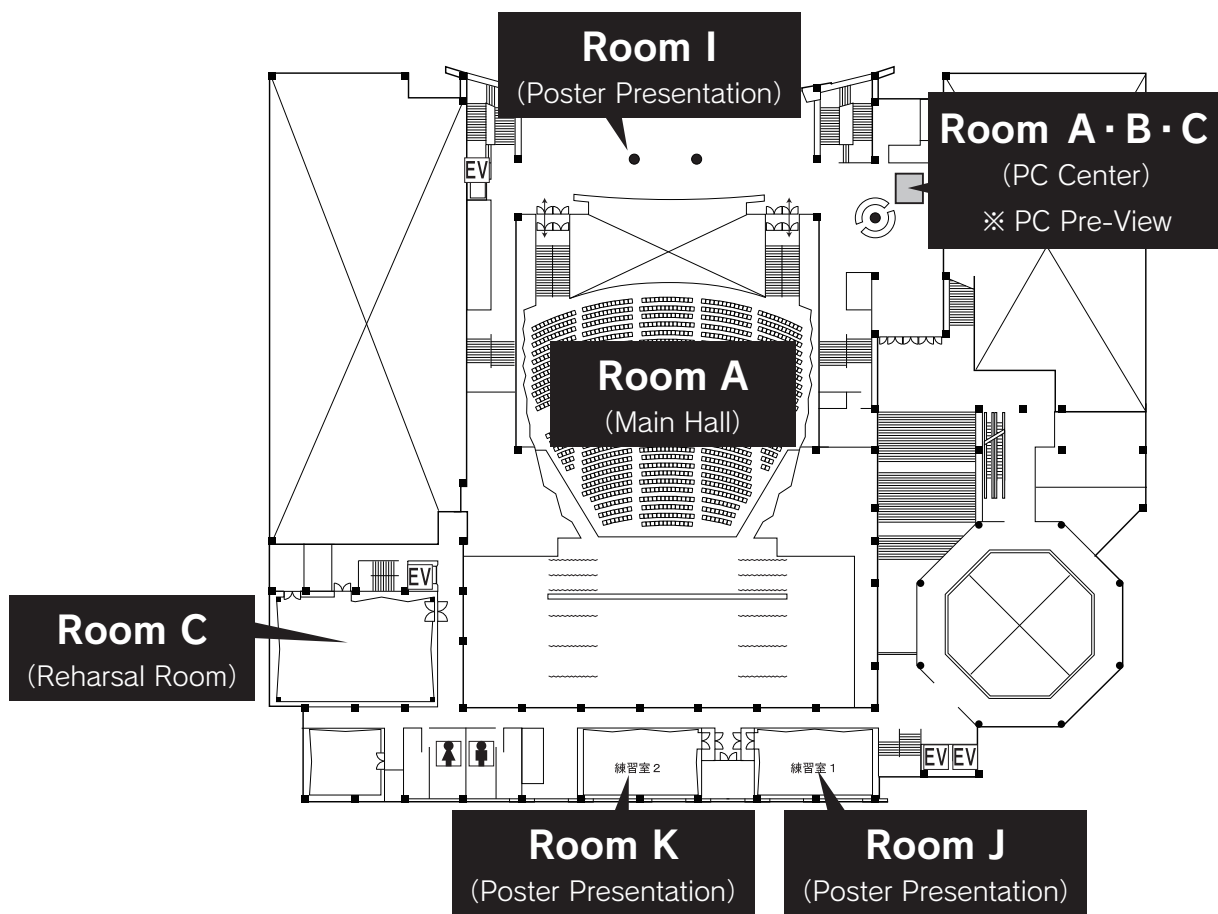 Room I
(Poster Presentation)
Room A・B・C
(PC Center)
※ PC Pre-View
EV
Room A
(Main Hall)
EV
Room C
(Reharsal Room)
EV EV
練習室2
練習室1
Room K
(Poster Presentation)
Room J
(Poster Presentation)